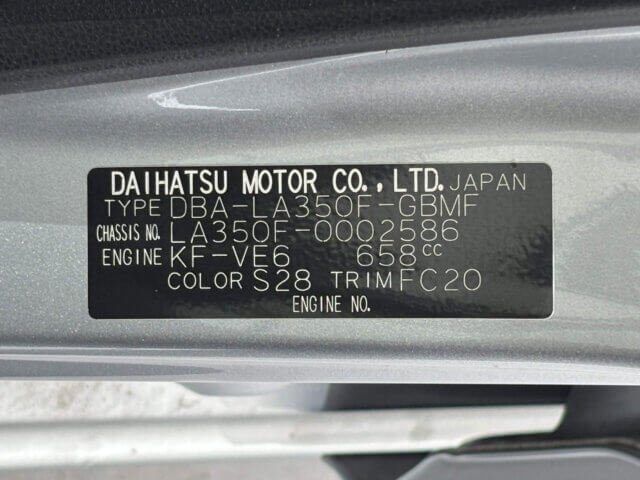 DAIHATSU MOTOR CO., LTD. JAPAN
TYPE DBA-LA350F-GBMF
CHASSIS NO. LA350F-0002586
ENGINE KF-VE6 658cc
COLOR S28 TRIM FC20
ENGINE NO.